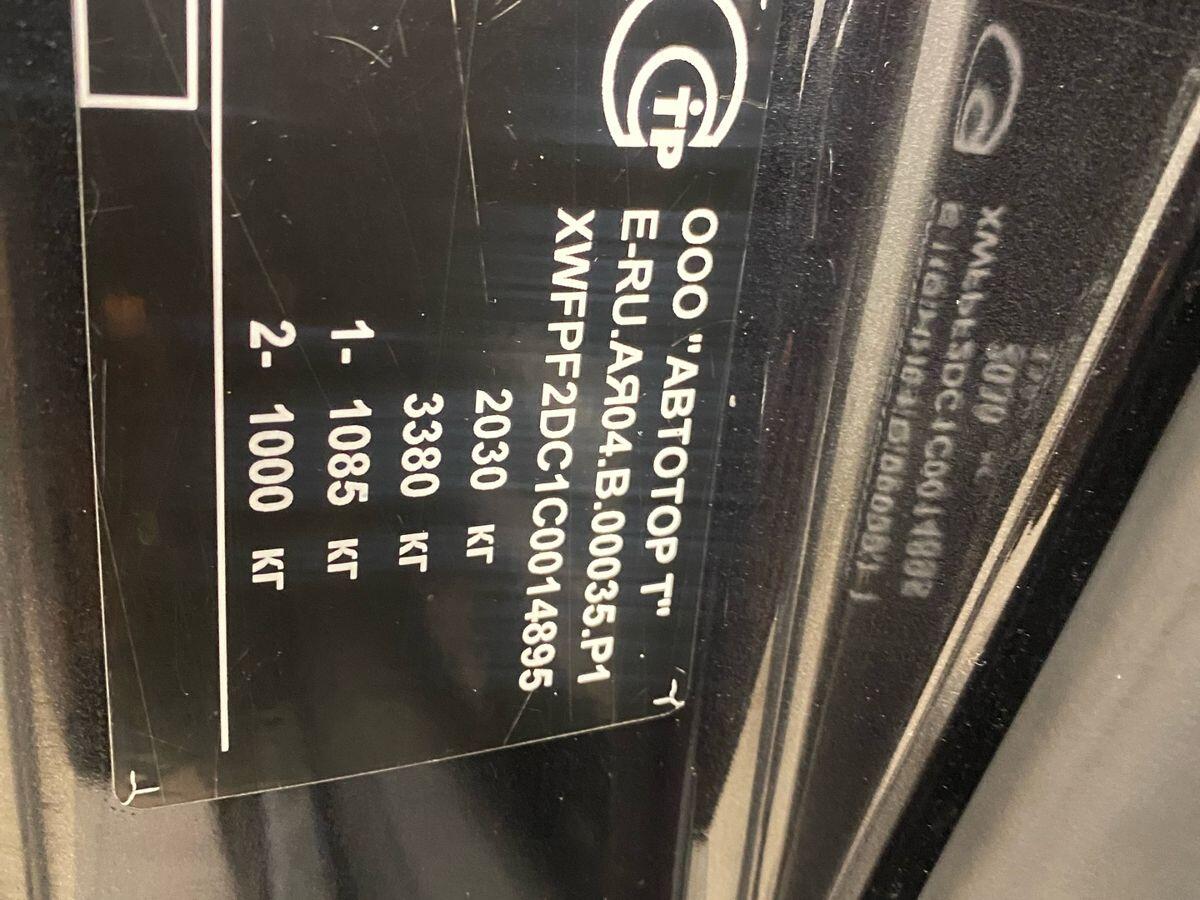 ООО "АВТОТОР Т"
E-RU.АЯ04.В.00035.Р1
XWFPF2DC1C0014895
2030 кг
3380 кг
1- 1085 кг
2- 1000 кг